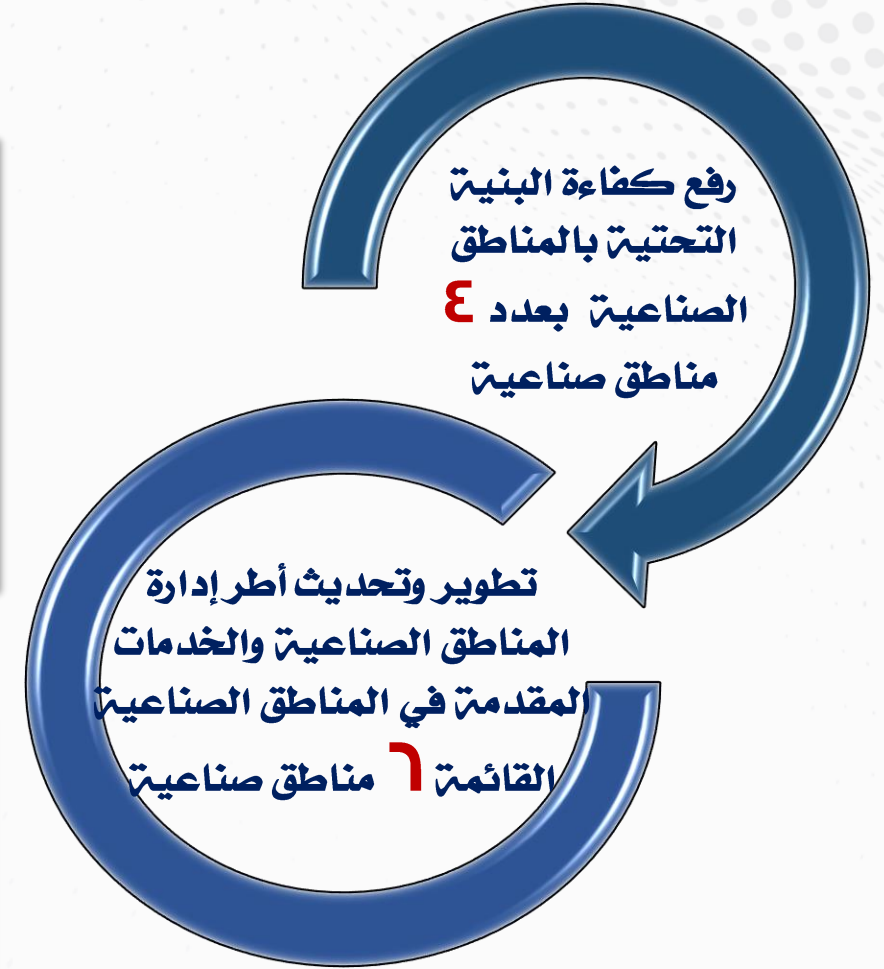 رفع كفاءة البنية
التحتية بالمناطق
الصناعية بعدد ٤
مناطق صناعية
تطوير وتحديث أطر إدارة
المناطق الصناعية والخدمات
المقدمة في المناطق الصناعية
القائمة ٦ مناطق صناعية